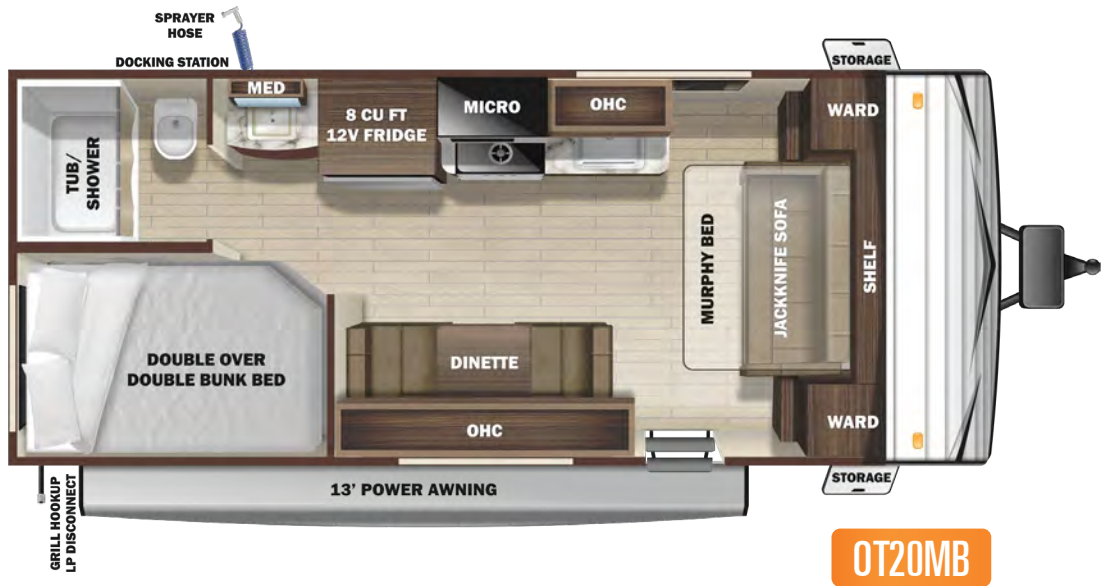 SPRAYER
HOSE
DOCKING STATION
STORAGE
MED
8 CU FT
12V FRIDGE
MICRO
OHC
WARD
TUB/
SHOWER
MURPHY BED
JACKKNIFE SOFA
SHELF
DOUBLE OVER
DOUBLE BUNK BED
DINETTE
OHC
WARD
STORAGE
13' POWER AWNING
GRILL HOOKUP
LP DISCONNECT
OT20MB